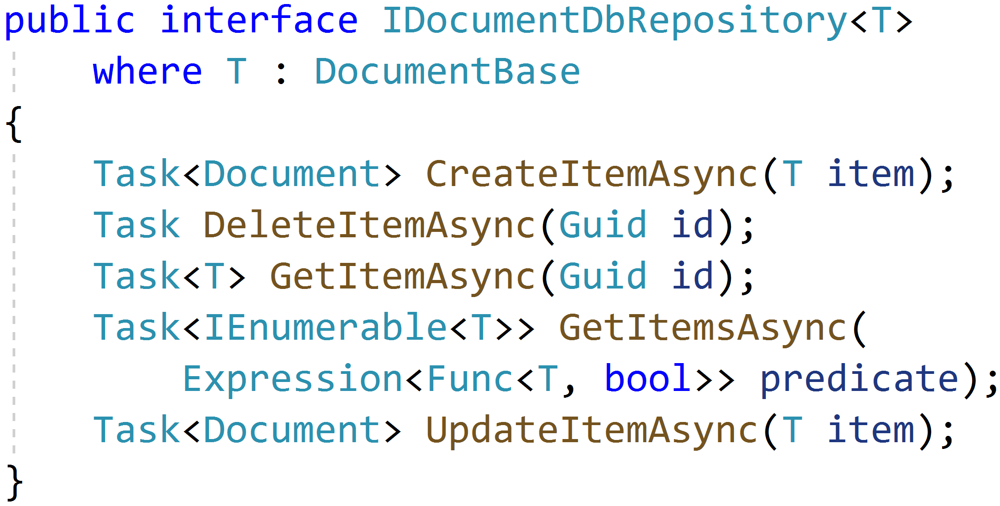 public interface IDocumentDbRepository<T>
    where T : DocumentBase
{
    Task<Document> CreateItemAsync(T item);
    Task DeleteItemAsync(Guid id);
    Task<T> GetItemAsync(Guid id);
    Task<IEnumerable<T>> GetItemsAsync(
        Expression<Func<T, bool>> predicate);
    Task<Document> UpdateItemAsync(T item);
}